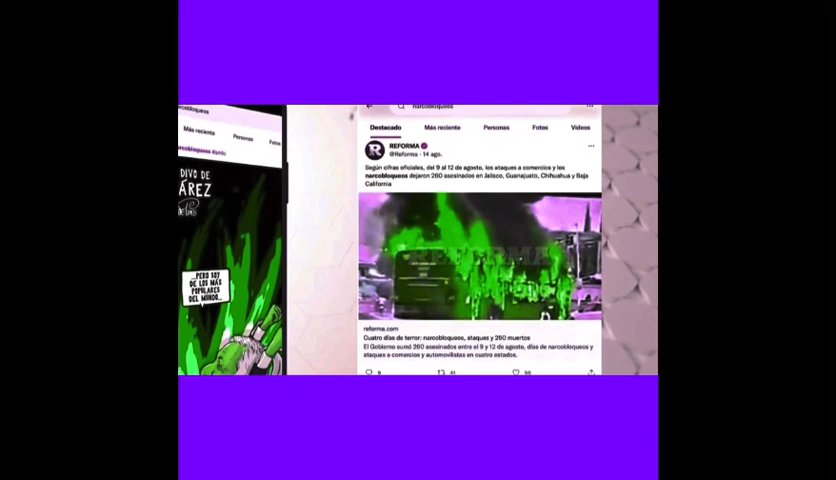 rcobloqueos
Más reciente
Personas
Fotos
DIVO DE
ÁREZ
...PERO SOY
DE LOS MÁS
POPULARES
DEL MUNDO...
narcobloqueos
Destacado
Más reciente
Personas
Fotos
Videos
R
REFORMA
@Reforma · 14 ago.
Según cifras oficiales, del 9 al 12 de agosto, los ataques a comercios y los
narcobloqueos dejaron 260 asesinados en Jalisco, Guanajuato, Chihuahua y Baja
California
REFORMA
reforma.com
Cuatro días de terror: narcobloqueos, ataques y 260 muertos
El Gobierno sumó 260 asesinados entre el 9 y 12 de agosto, días de narcobloqueos y
ataques a comercios y automovilistas en cuatro estados.
9
41